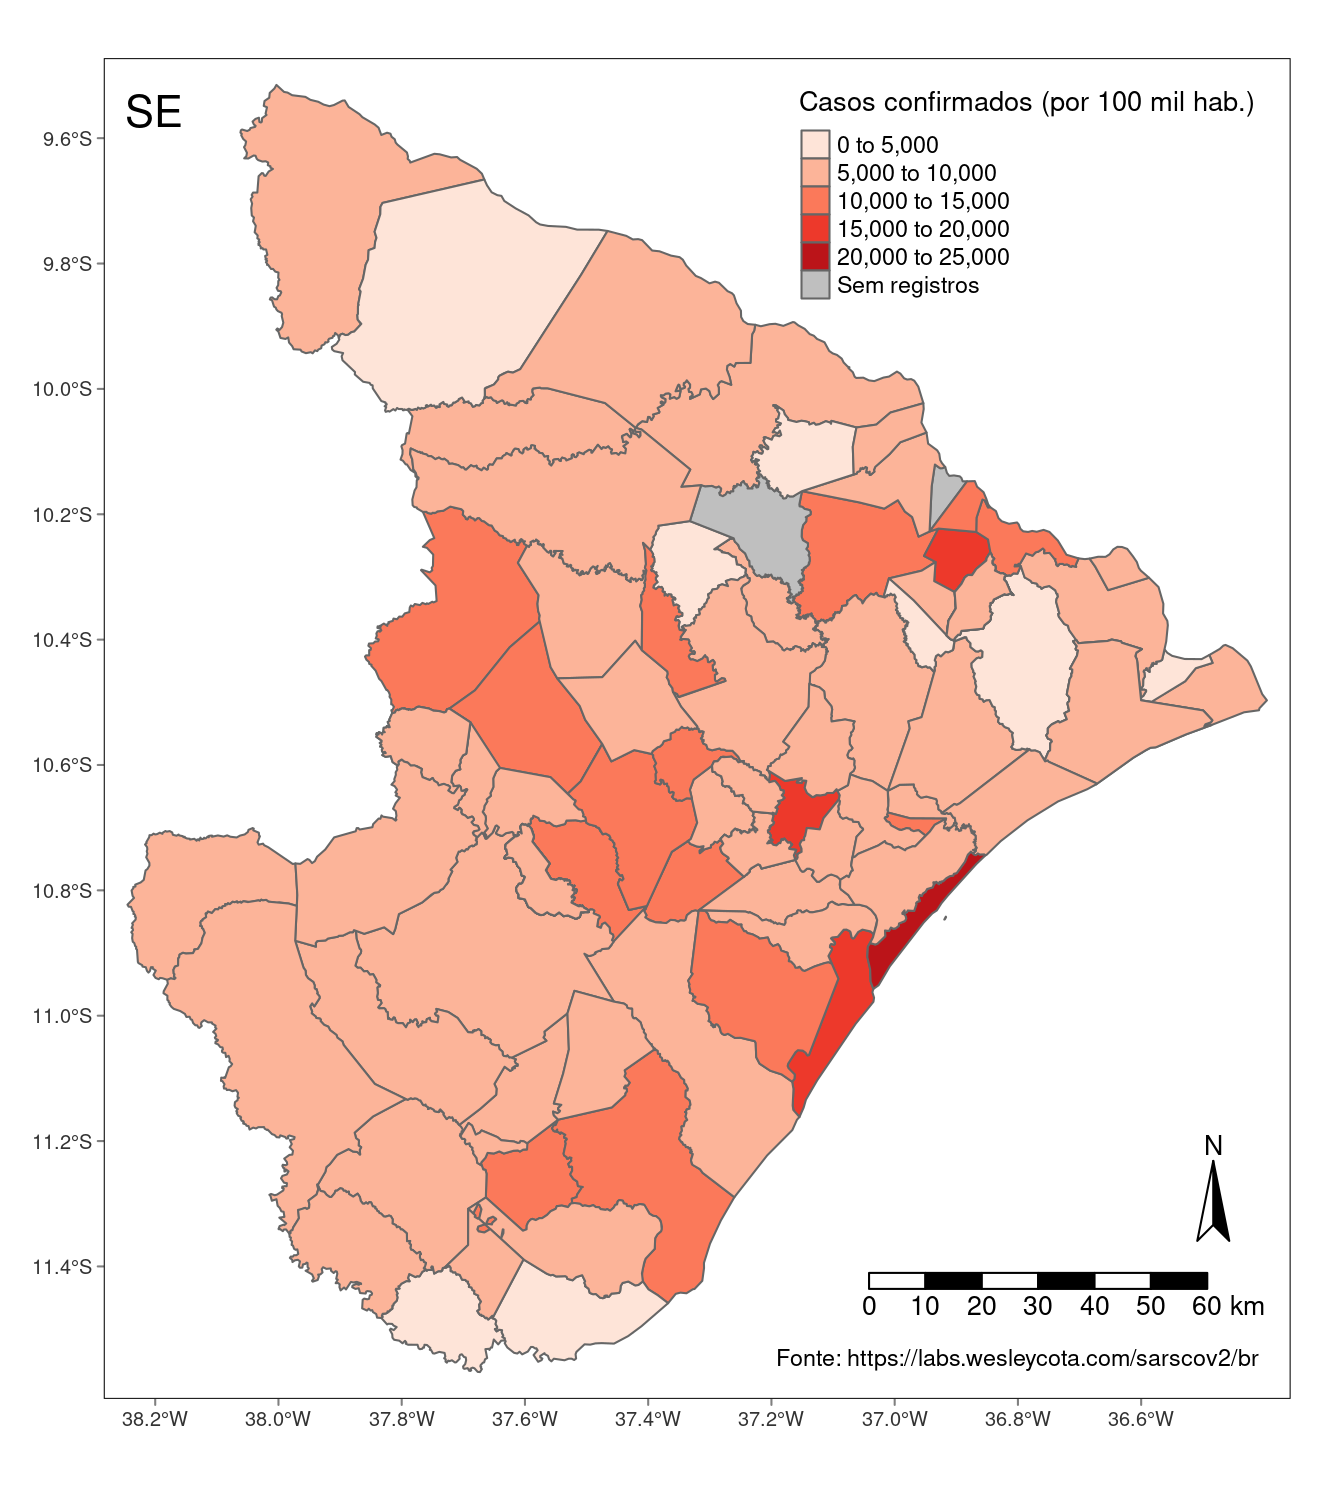 SE
Casos confirmados (por 100 mil hab.)
0 to 5,000
5,000 to 10,000
10,000 to 15,000
15,000 to 20,000
20,000 to 25,000
Sem registros
9.6°S
9.8°S
10.0°S
10.2°S
10.4°S
10.6°S
10.8°S
11.0°S
11.2°S
11.4°S
N
0 10 20 30 40 50 60 km
Fonte: https://labs.wesleycota.com/sarscov2/br
38.2°W 38.0°W 37.8°W 37.6°W 37.4°W 37.2°W 37.0°W 36.8°W 36.6°W